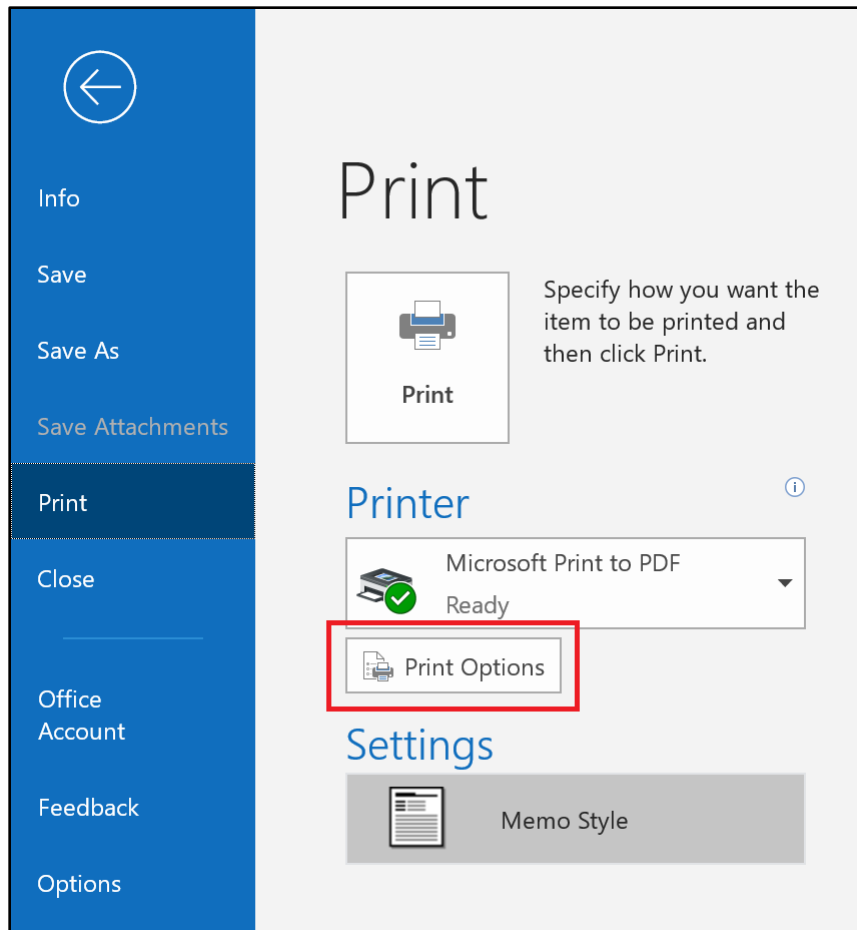 Info
Save
Save As
Save Attachments
Print
Close
Office
Account
Feedback
Options
Print
Print
Specify how you want the
item to be printed and
then click Print.
Printer
Microsoft Print to PDF
Ready
Print Options
Settings
Memo Style